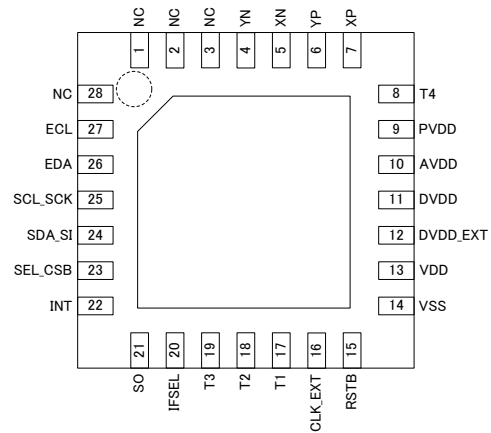 NC NC NC YN XN YP XP
1 2 3 4 5 6 7
NC 28
ECL 27
EDA 26
SCL_SCK 25
SDA_SI 24
SEL_CSB 23
INT 22
8 T4
9 PVDD
10 AVDD
11 DVDD
12 DVDD_EXT
13 VDD
14 VSS
21 20 19 18 17 16 15
SO IFSEL T3 T2 T1 CLK_EXT RSTB